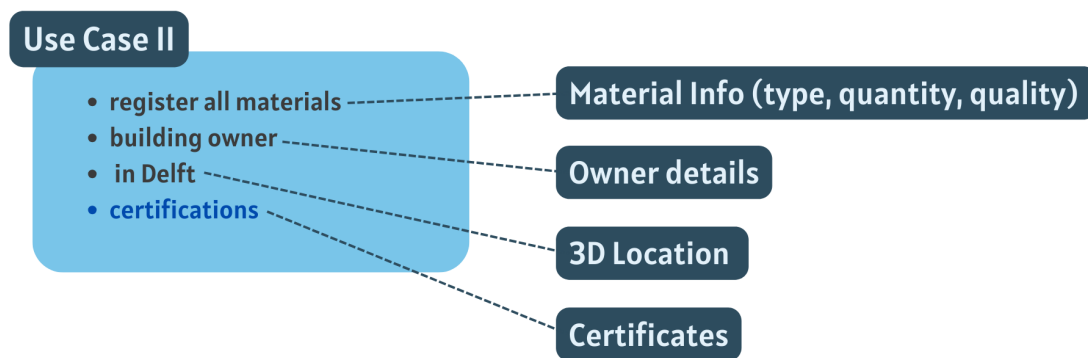 Use Case II
• register all materials
• building owner
• in Delft
• certifications
Material Info (type, quantity, quality)
Owner details
3D Location
Certificates